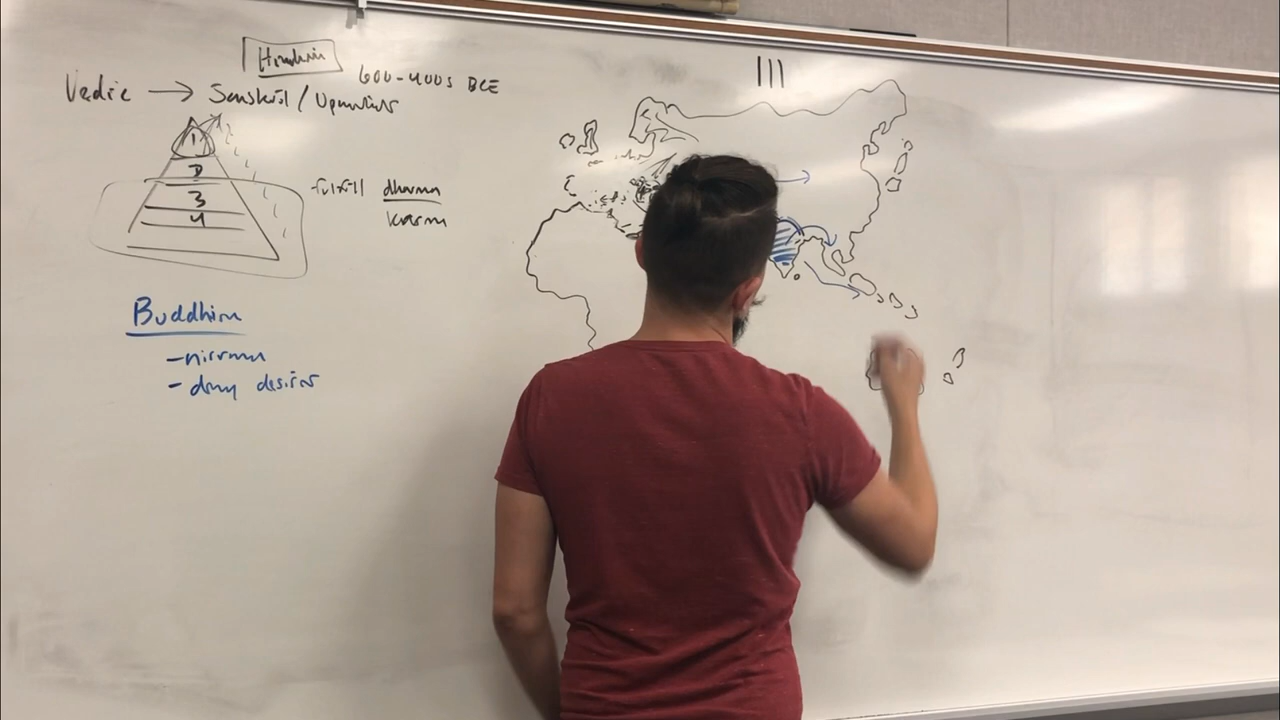 Hinduism
600-400s BCE
Vedic → Sanskrit / Upanishads
1
2
3
4
fulfill dharma
karma
Buddhism
- nirvana
- deny desires
III